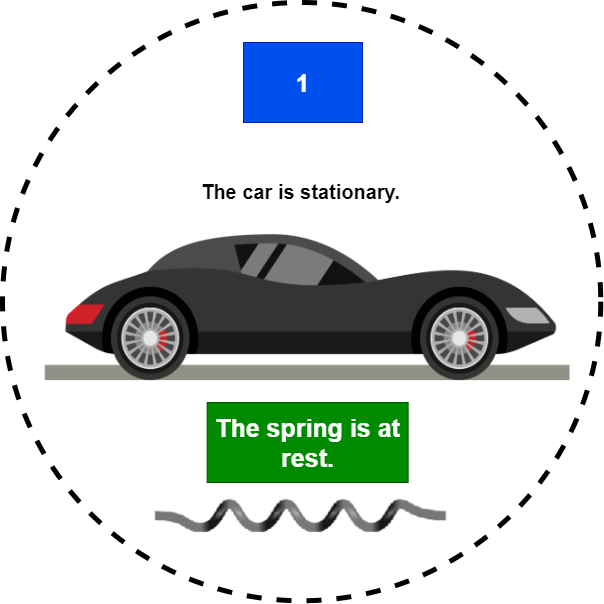 1
The car is stationary.
The spring is at
rest.